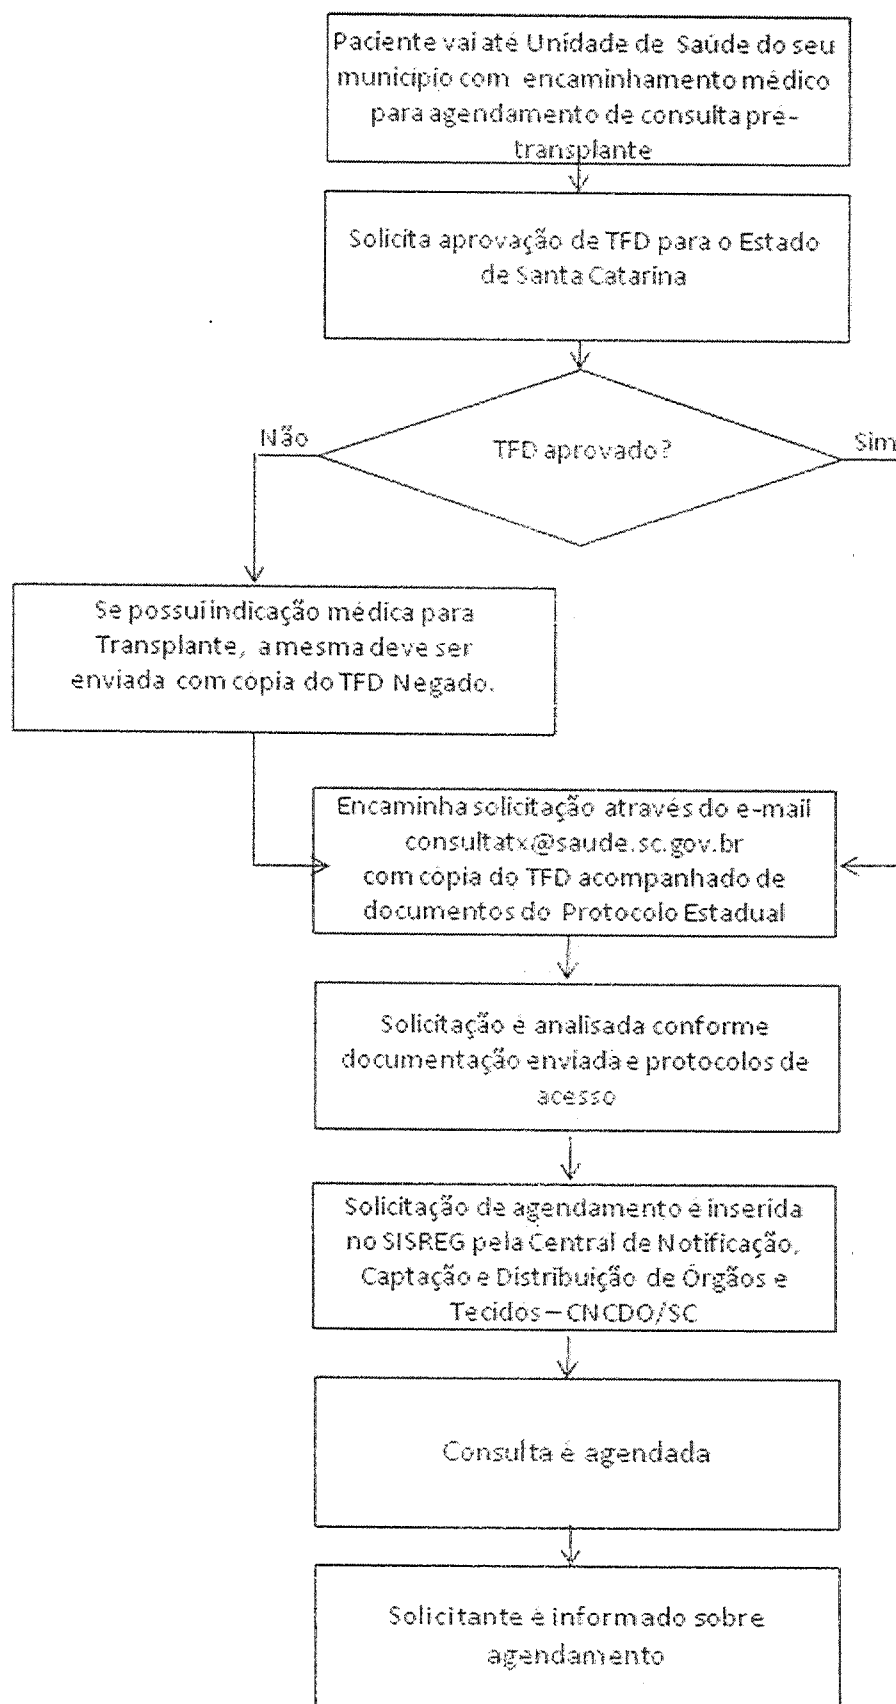 Paciente vai até Unidade de Saúde do seu
município com encaminhamento médico
para agendamento de consulta pré-
transplante
Solicita aprovação de TFD para o Estado
de Santa Catarina
TFD aprovado?
Não
Sim
Se possui indicação médica para
Transplante, a mesma deve ser
enviada com cópia do TFD Negado.
Encaminha solicitação através do e-mail
consultatx@saude.sc.gov.br
com cópia do TFD acompanhado de
documentos do Protocolo Estadual
Solicitação é analisada conforme
documentação enviada e protocolos de
acesso
Solicitação de agendamento é inserida
no SISREG pela Central de Notificação,
Captação e Distribuição de Órgãos e
Tecidos – CNCDO/SC
Consulta é agendada
Solicitante é informado sobre
agendamento